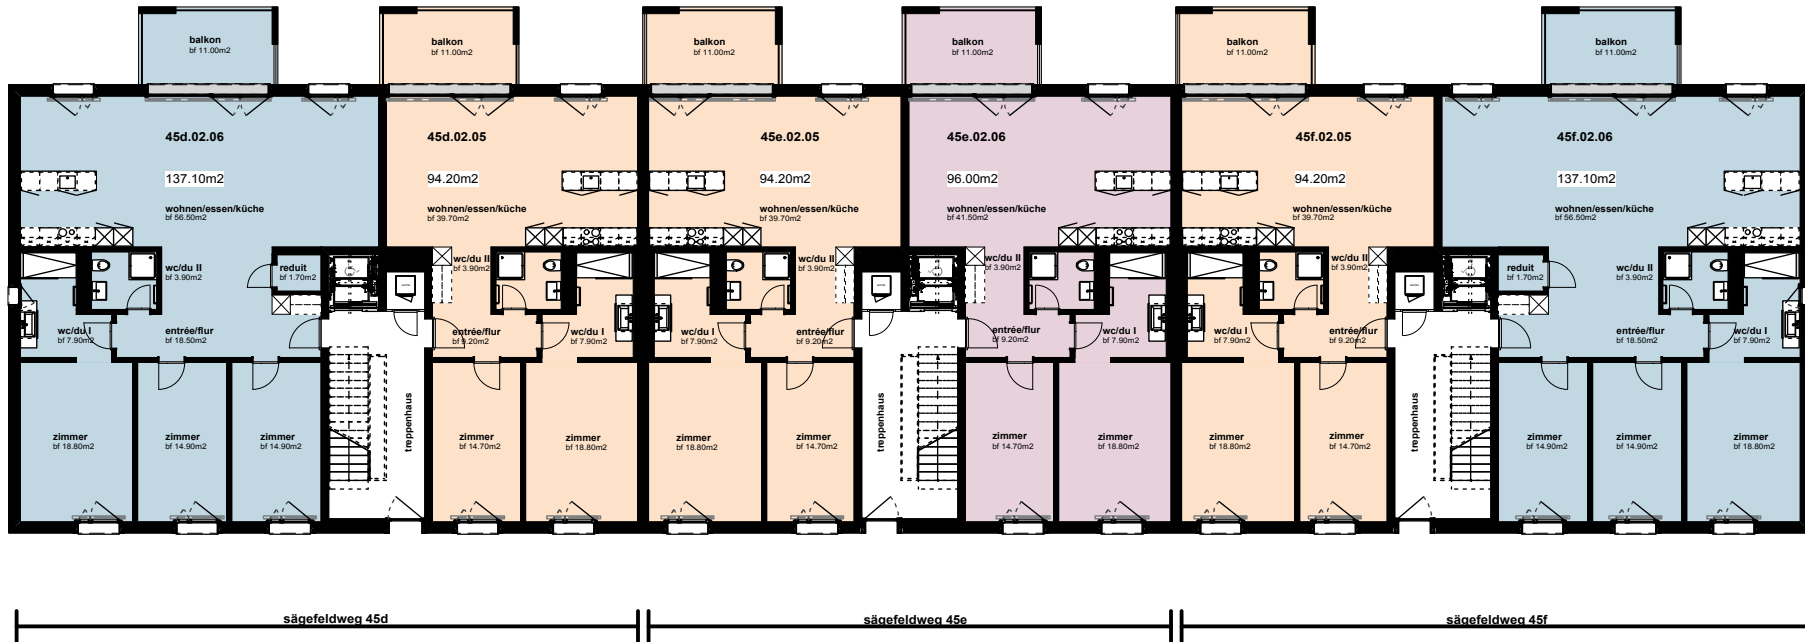 balkon
bf 11.00m2
balkon
bf 11.00m2
balkon
bf 11.00m2
balkon
bf 11.00m2
balkon
bf 11.00m2
balkon
bf 11.00m2
45d.02.06
137.10m2
wohnen/essen/küche
bf 56.50m2
45d.02.05
94.20m2
wohnen/essen/küche
bf 39.70m2
45e.02.05
94.20m2
wohnen/essen/küche
bf 39.70m2
45e.02.06
96.00m2
wohnen/essen/küche
bf 41.50m2
45f.02.05
94.20m2
wohnen/essen/küche
bf 39.70m2
45f.02.06
137.10m2
wohnen/essen/küche
bf 56.50m2
wc/du II
bf 3.90m2
reduit
bf 1.70m2
wc/du II
bf 3.90m2
wc/du II
bf 3.90m2
wc/du II
bf 3.90m2
wc/du II
bf 3.90m2
reduit
bf 1.70m2
wc/du II
bf 3.90m2
wc/du I
bf 7.90m2
entrée/flur
bf 18.50m2
entrée/flur
bf 9.20m2
wc/du I
bf 7.90m2
wc/du I
bf 7.90m2
entrée/flur
bf 9.20m2
entrée/flur
bf 9.20m2
wc/du I
bf 7.90m2
wc/du I
bf 7.90m2
entrée/flur
bf 9.20m2
entrée/flur
bf 18.50m2
wc/du I
bf 7.90m2
zimmer
bf 18.80m2
zimmer
bf 14.90m2
zimmer
bf 14.90m2
treppenhaus
zimmer
bf 14.70m2
zimmer
bf 18.80m2
zimmer
bf 18.80m2
zimmer
bf 14.70m2
treppenhaus
zimmer
bf 14.70m2
zimmer
bf 18.80m2
zimmer
bf 18.80m2
zimmer
bf 14.70m2
treppenhaus
zimmer
bf 14.90m2
zimmer
bf 14.90m2
zimmer
bf 18.80m2
sägefeldweg 45d
sägefeldweg 45e
sägefeldweg 45f